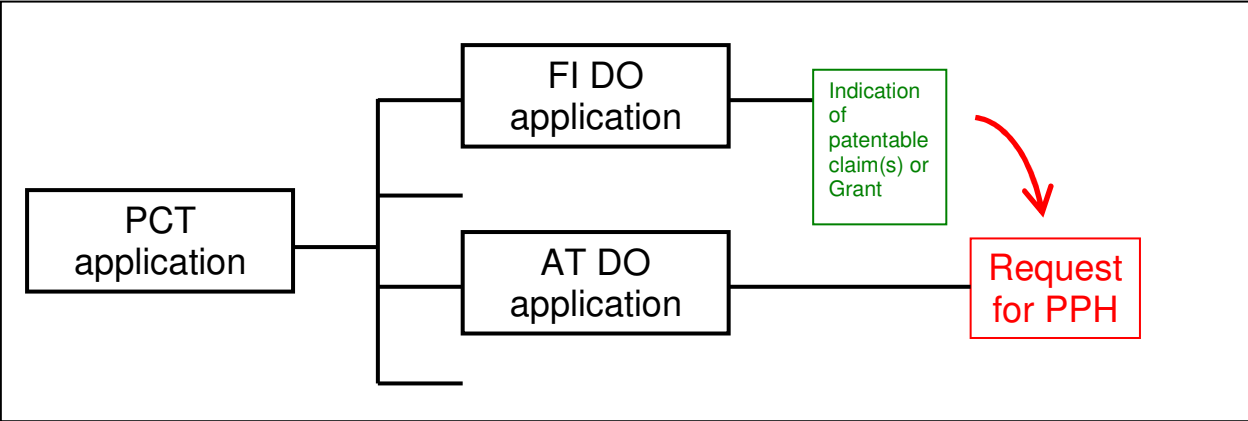 PCT
application
FI DO
application
Indication
of
patentable
claim(s) or
Grant
AT DO
application
Request
for PPH